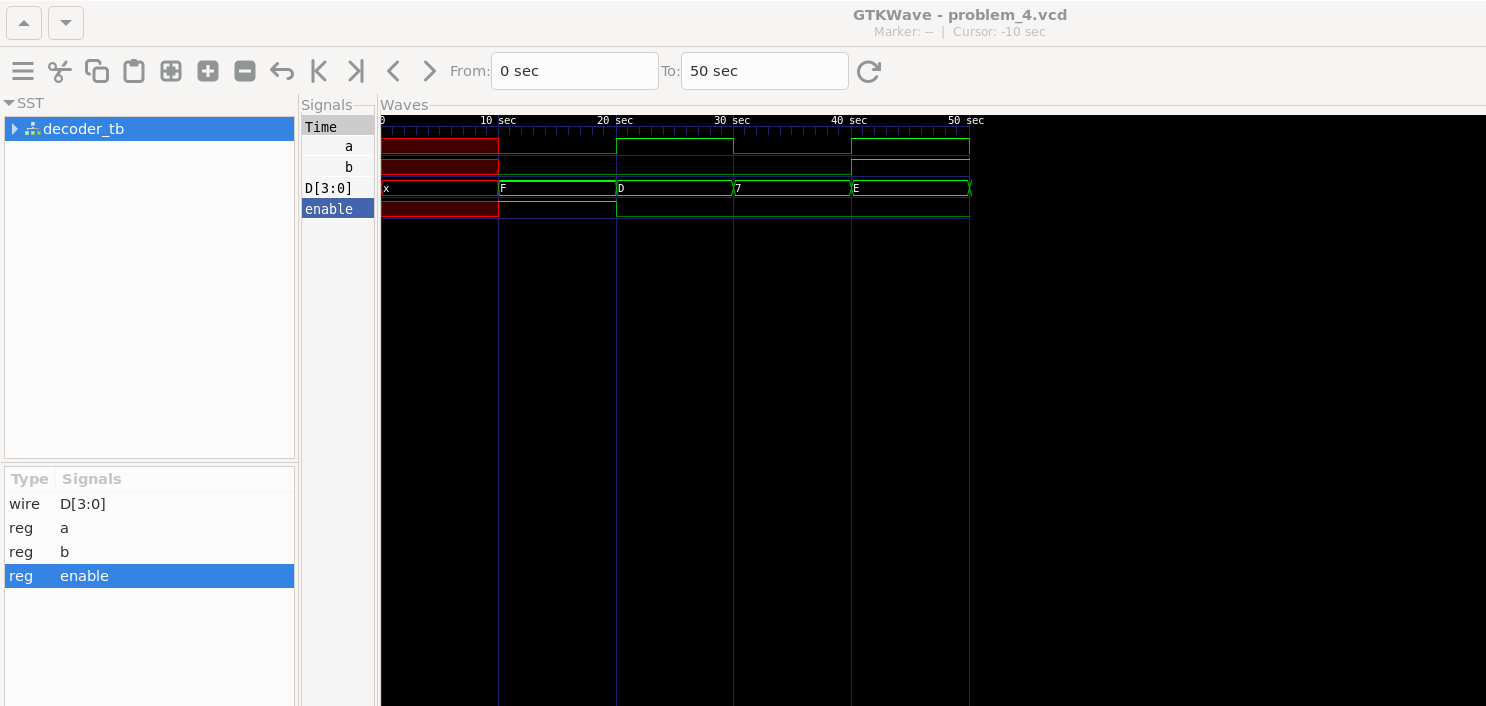 GTKWave - problem_4.vcd
Marker: -- | Cursor: -10 sec
From: 0 sec To: 50 sec
SST
decoder_tb
Type Signals
wire D[3:0]
reg a
reg b
reg enable
Signals
Time
a
b
D[3:0]
enable
Waves
0 10 sec 20 sec 30 sec 40 sec 50 sec
x F D 7 E